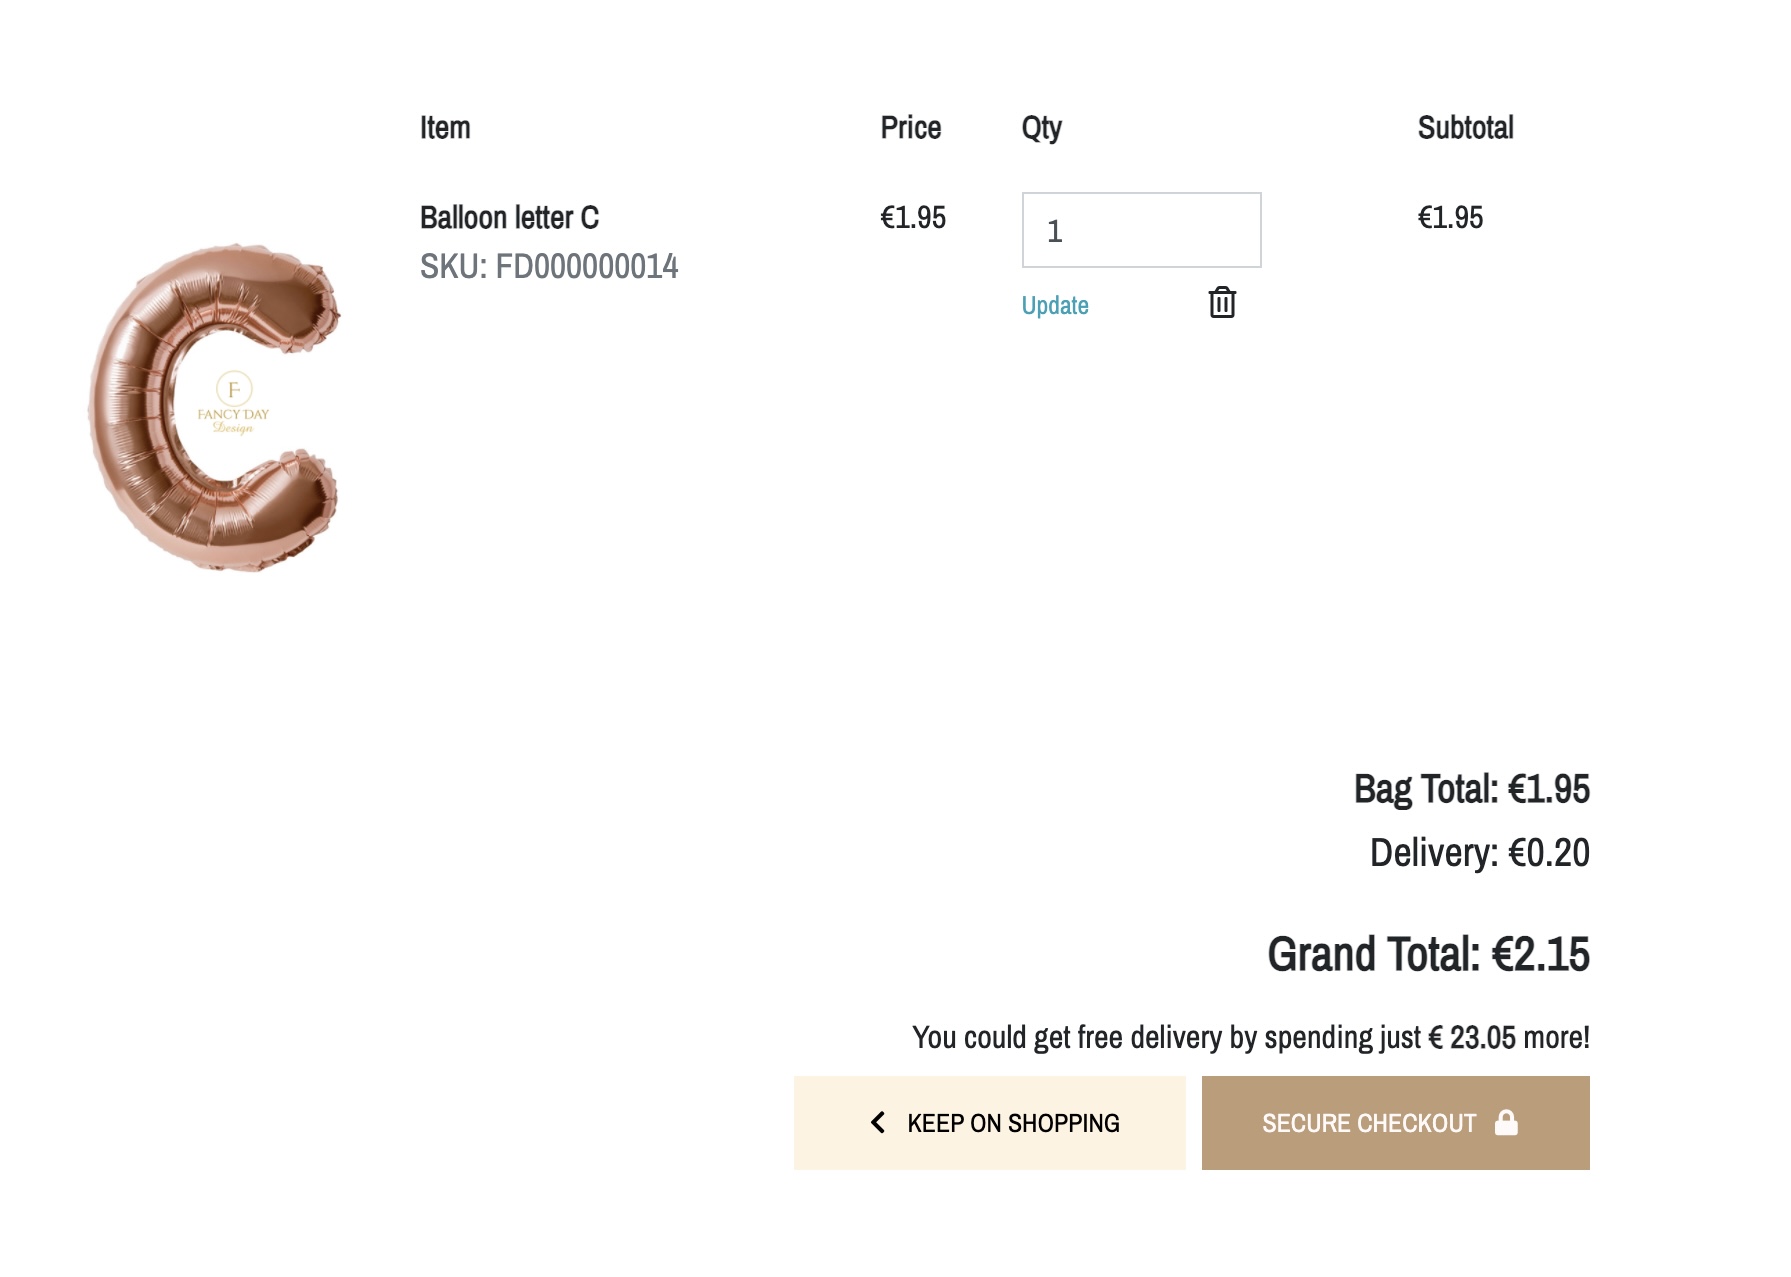 Item Price Qty Subtotal
Balloon letter C €1.95 1 €1.95
SKU: FD000000014
Update
F
FANCY DAY
Design
Bag Total: €1.95
Delivery: €0.20
Grand Total: €2.15
You could get free delivery by spending just € 23.05 more!
KEEP ON SHOPPING SECURE CHECKOUT